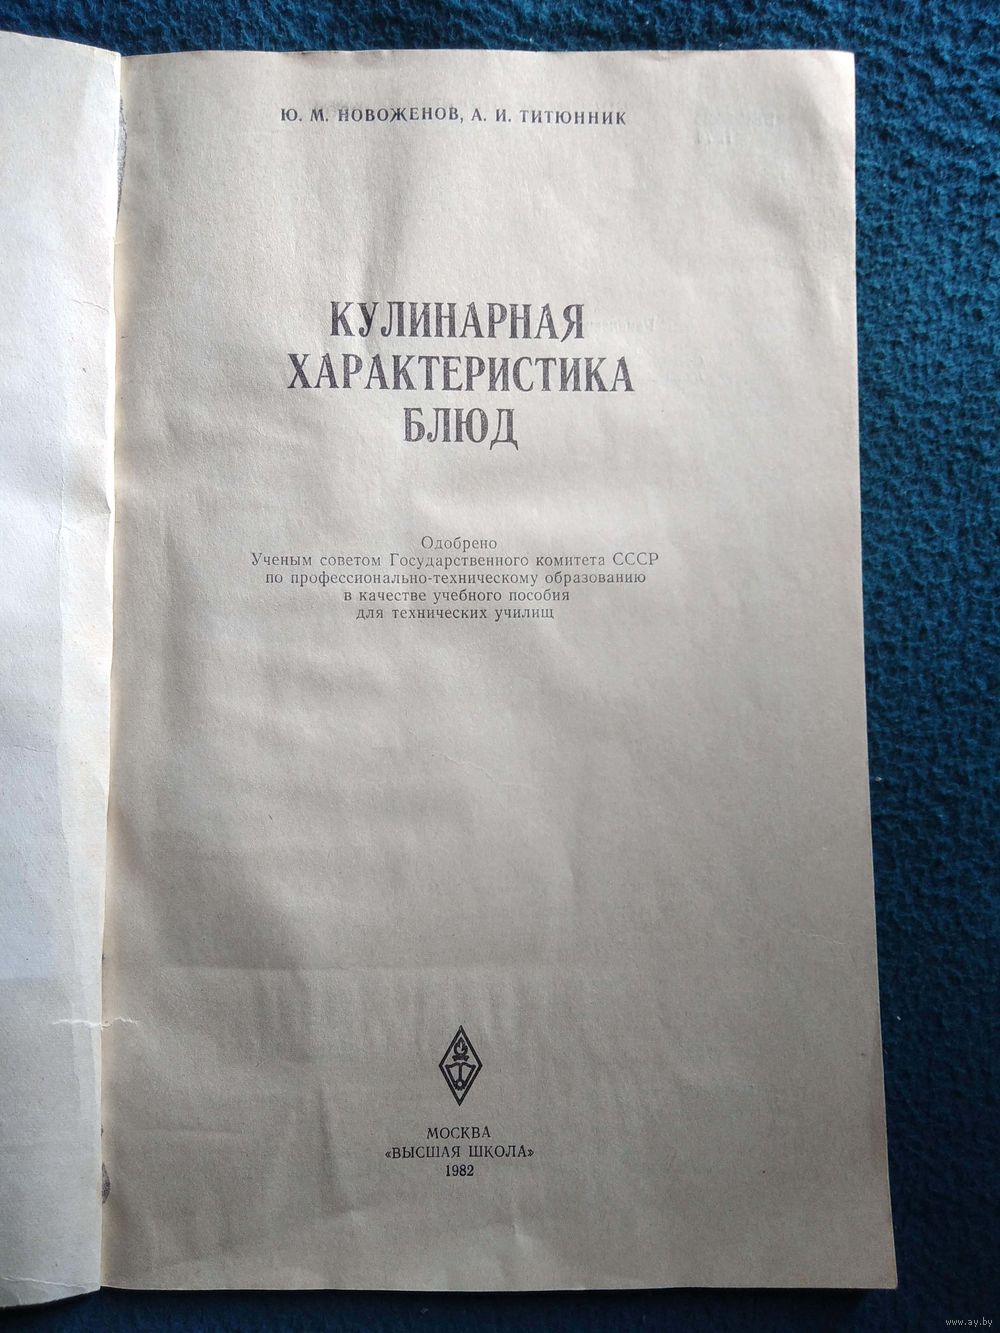 Ю. М. НОВОЖЕНОВ, А. И. ТИТЮННИК
КУЛИНАРНАЯ
ХАРАКТЕРИСТИКА
БЛЮД
Одобрено
Ученым советом Государственного комитета СССР
по профессионально-техническому образованию
в качестве учебного пособия
для технических училищ
МОСКВА
«ВЫСШАЯ ШКОЛА»
1982
www.ay.by